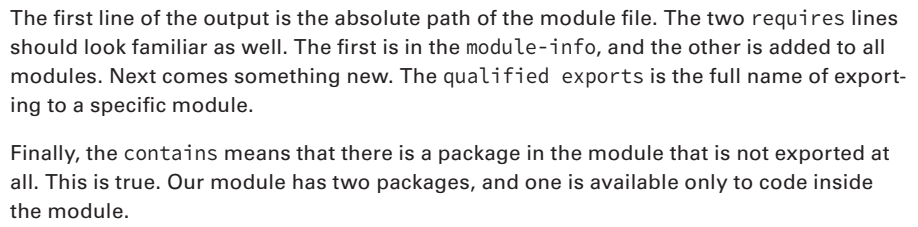 The first line of the output is the absolute path of the module file. The two requires lines
should look familiar as well. The first is in the module-info, and the other is added to all
modules. Next comes something new. The qualified exports is the full name of export-
ing to a specific module.
Finally, the contains means that there is a package in the module that is not exported at
all. This is true. Our module has two packages, and one is available only to code inside
the module.